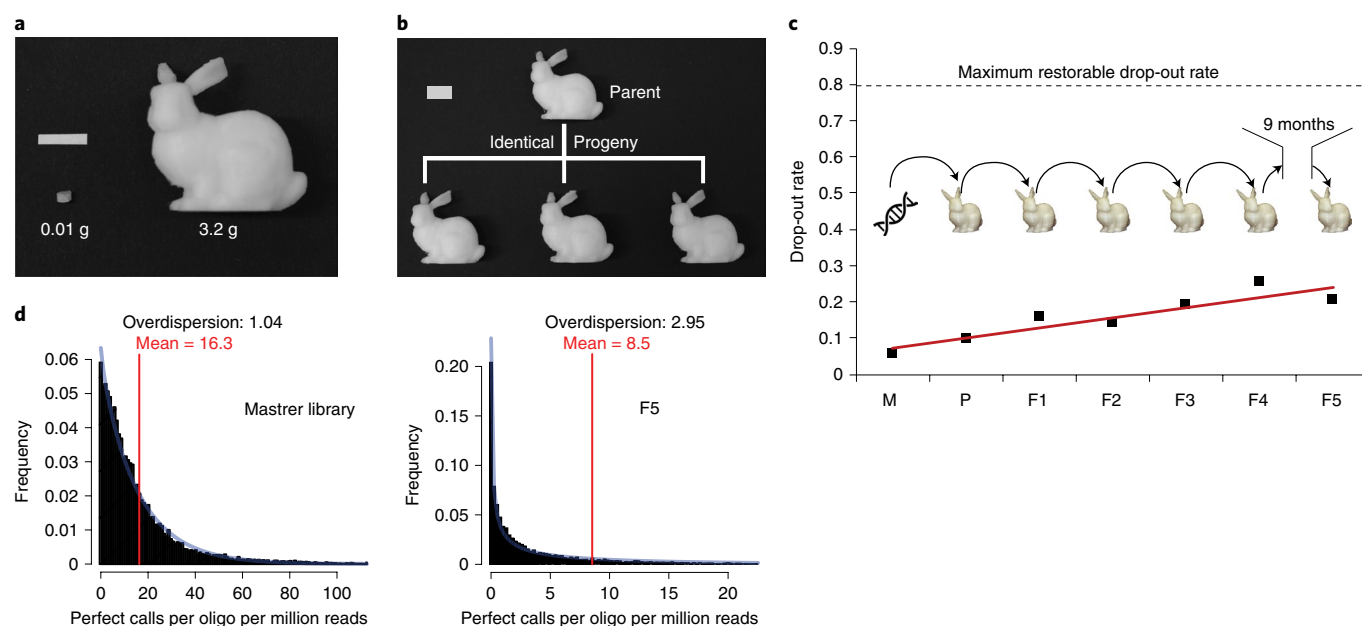 a
0.01 g
3.2 g
b
Parent
Identical Progeny
c
0.9
0.8
0.7
0.6
0.5
0.4
0.3
0.2
0.1
0
Drop-out rate
Maximum restorable drop-out rate
9 months
M P F1 F2 F3 F4 F5
d
Overdispersion: 1.04
Mean = 16.3
Mastrer library
0.06
0.05
0.04
0.03
0.02
0.01
0
Frequency
0 20 40 60 80 100
Perfect calls per oligo per million reads
Overdispersion: 2.95
Mean = 8.5
F5
0.20
0.15
0.10
0.05
0
Frequency
0 5 10 15 20
Perfect calls per oligo per million reads